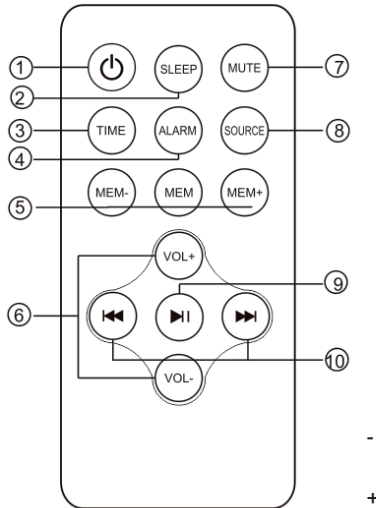 ① SLEEP MUTE ⑦
②
③ TIME ALARM SOURCE ⑧
④
MEM- MEM MEM+
⑤
VOL+
⑨
⑥
⑩
VOL-
-
+